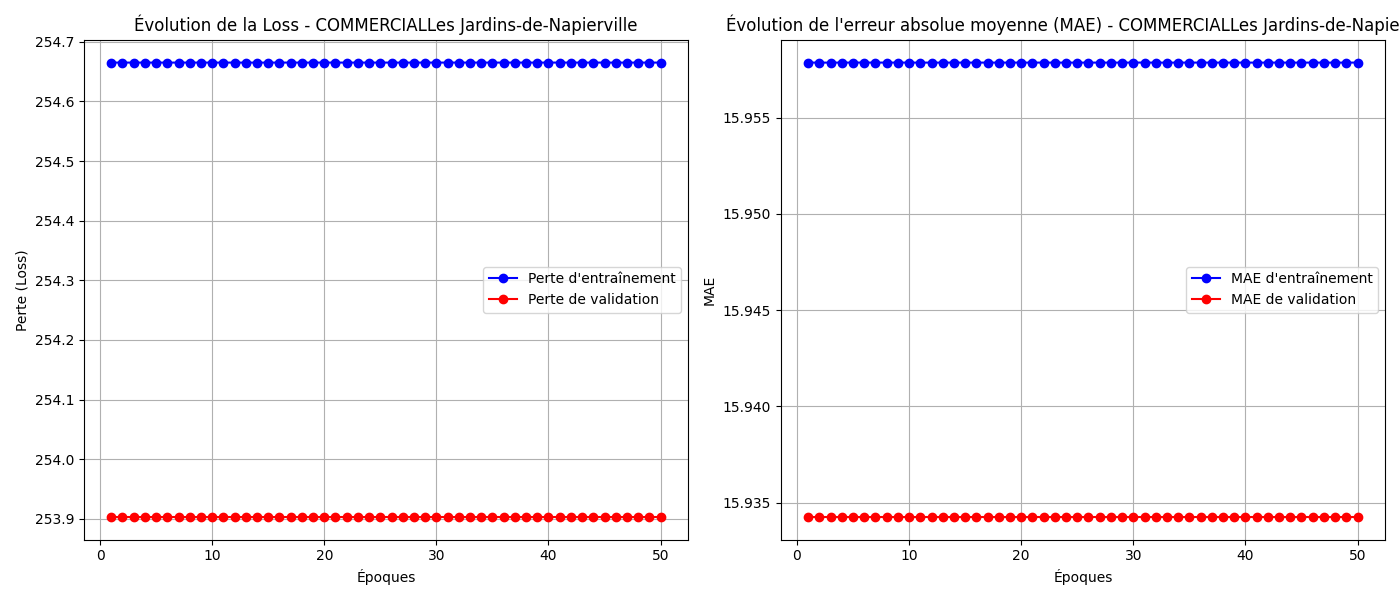 Évolution de la Loss - COMMERCIALLes Jardins-de-Napierville
254.7
254.6
254.5
254.4
254.3
254.2
254.1
254.0
253.9
Perte (Loss)
Perte d'entraînement
Perte de validation
0 10 20 30 40 50
Époques
Évolution de l'erreur absolue moyenne (MAE) - COMMERCIALLes Jardins-de-Napie
15.955
15.950
15.945
15.940
15.935
MAE
MAE d'entraînement
MAE de validation
0 10 20 30 40 50
Époques